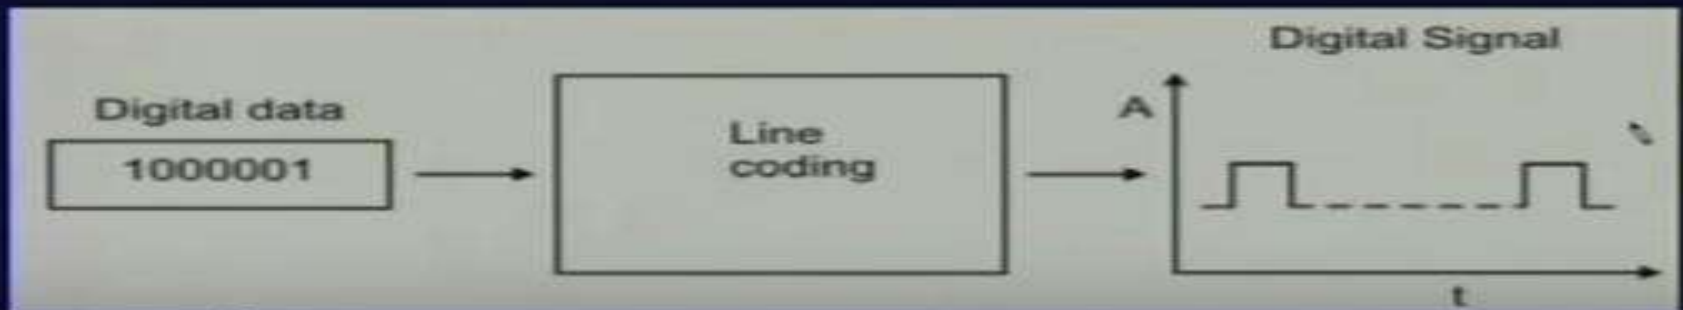 Digital data
1000001
Line
coding
Digital Signal
A
t